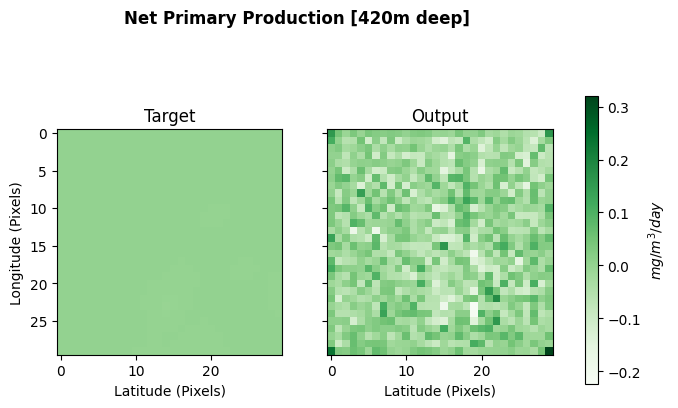 Net Primary Production [420m deep]
Target
Output
0
5
10
15
20
25
Longitude (Pixels)
0
10
20
Latitude (Pixels)
0
10
20
Latitude (Pixels)
0.3
0.2
0.1
0.0
−0.1
−0.2
mg/m³/day